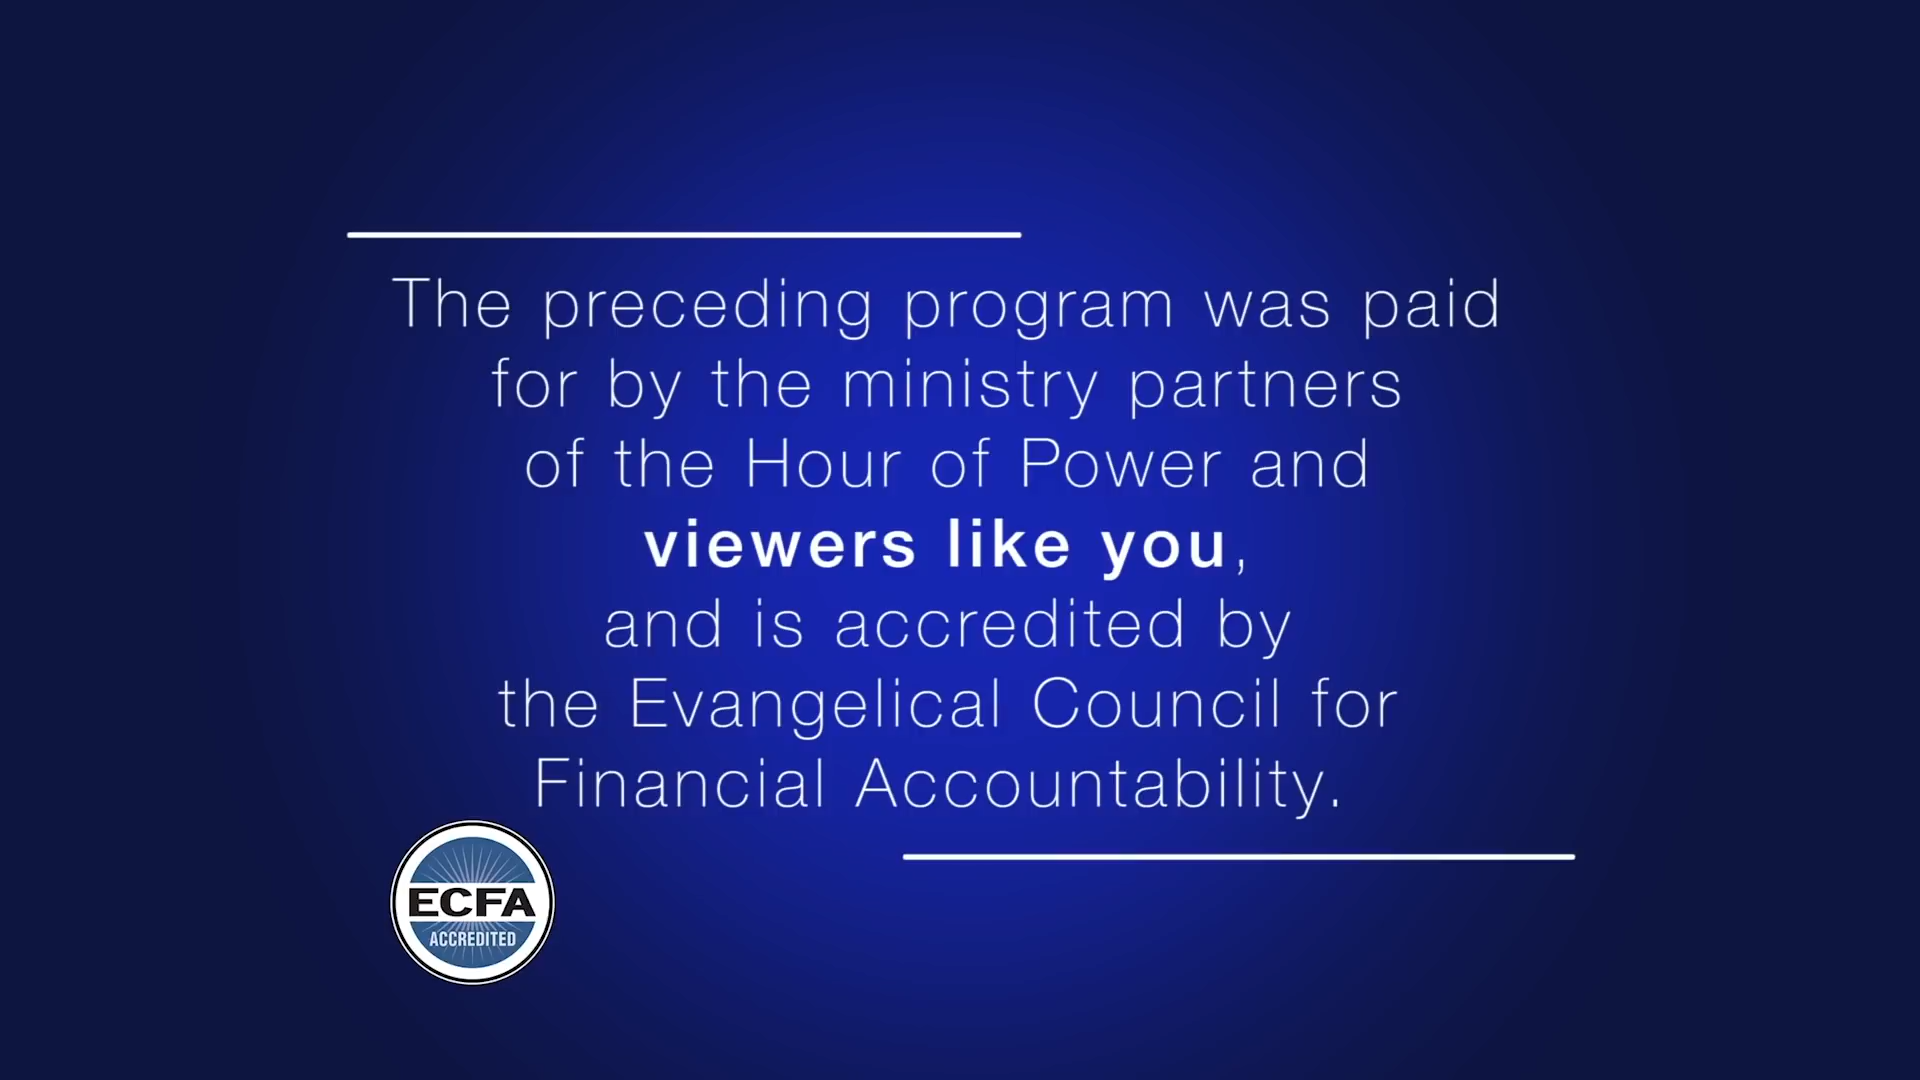 The preceding program was paid
for by the ministry partners
of the Hour of Power and
viewers like you,
and is accredited by
the Evangelical Council for
Financial Accountability.
ECFA
ACCREDITED